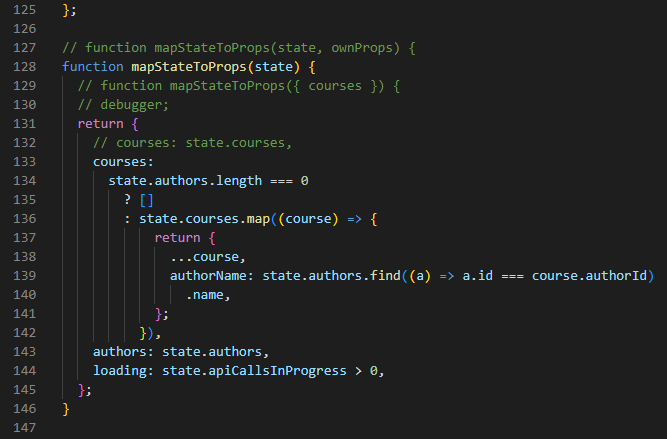 125 };
126
127 // function mapStateToProps(state, ownProps) {
128 function mapStateToProps(state) {
129   // function mapStateToProps({ courses }) {
130   // debugger;
131   return {
132     // courses: state.courses,
133     courses:
134       state.authors.length === 0
135         ? []
136         : state.courses.map((course) => {
137             return {
138               ...course,
139               authorName: state.authors.find((a) => a.id === course.authorId)
140                 .name,
141             };
142           }),
143     authors: state.authors,
144     loading: state.apiCallsInProgress > 0,
145   };
146 }
147